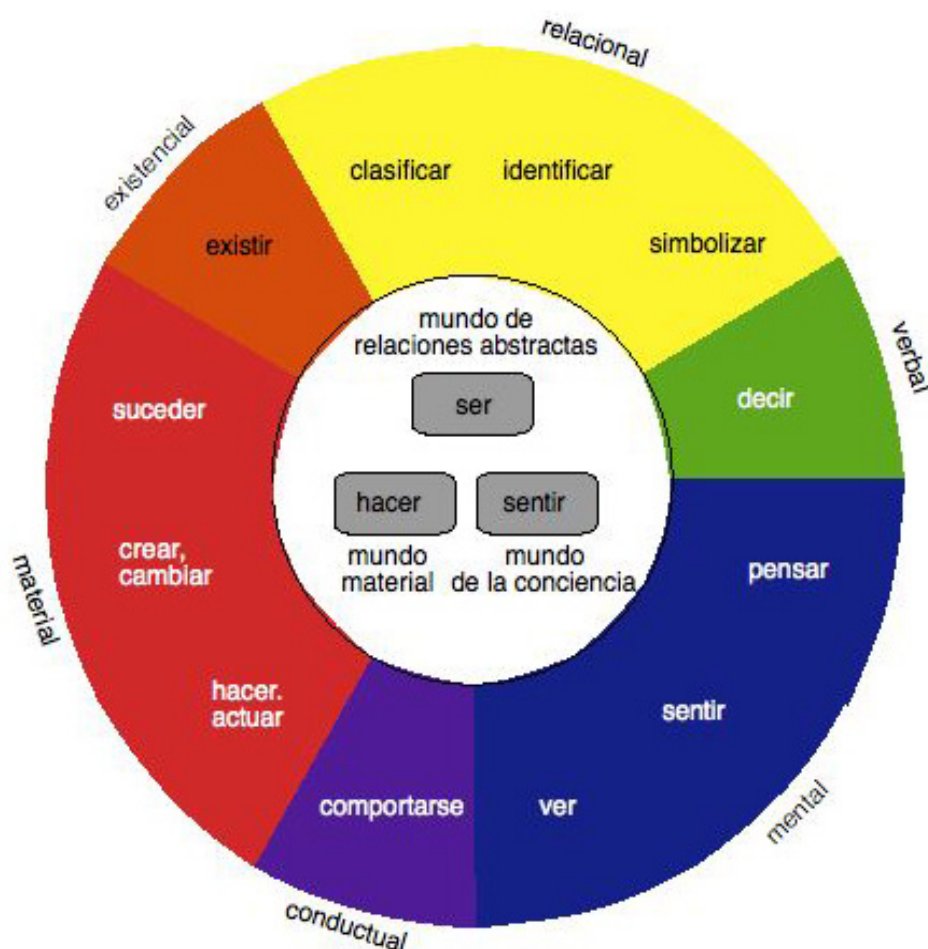 relacional
existencial
clasificar identificar
existir
simbolizar
mundo de
relaciones abstractas
verbal
suceder
ser
decir
hacer sentir
crear,
cambiar
mundo
material
mundo
de la conciencia
pensar
material
hacer.
actuar
sentir
comportarse
ver
mental
conductual